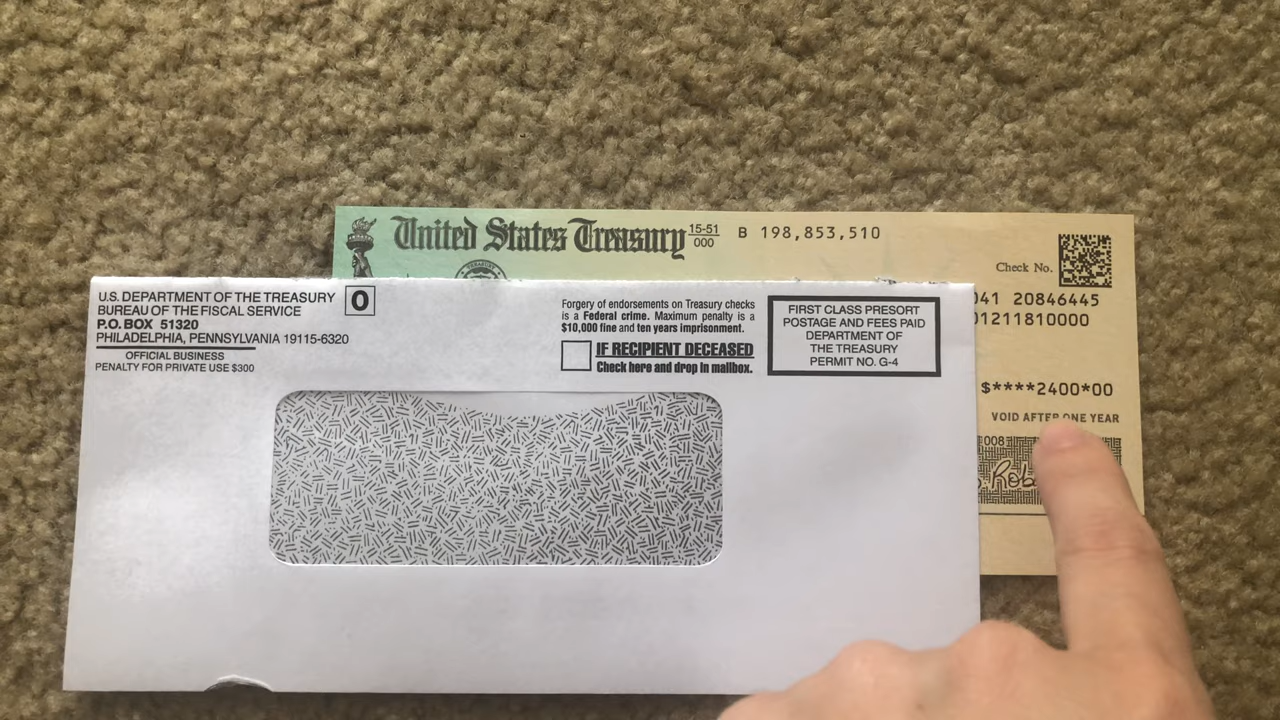 United States Treasury 15-51
000
B 198,853,510
Check No.
041 20846445
01211810000
$****2400*00
VOID AFTER ONE YEAR
008
Rob
U.S. DEPARTMENT OF THE TREASURY
BUREAU OF THE FISCAL SERVICE
P.O. BOX 51320
PHILADELPHIA, PENNSYLVANIA 19115-6320
OFFICIAL BUSINESS
PENALTY FOR PRIVATE USE $300
O
Forgery of endorsements on Treasury checks
is a Federal crime. Maximum penalty is a
$10,000 fine and ten years imprisonment.
IF RECIPIENT DECEASED
Check here and drop in mailbox.
FIRST CLASS PRESORT
POSTAGE AND FEES PAID
DEPARTMENT OF
THE TREASURY
PERMIT NO. G-4